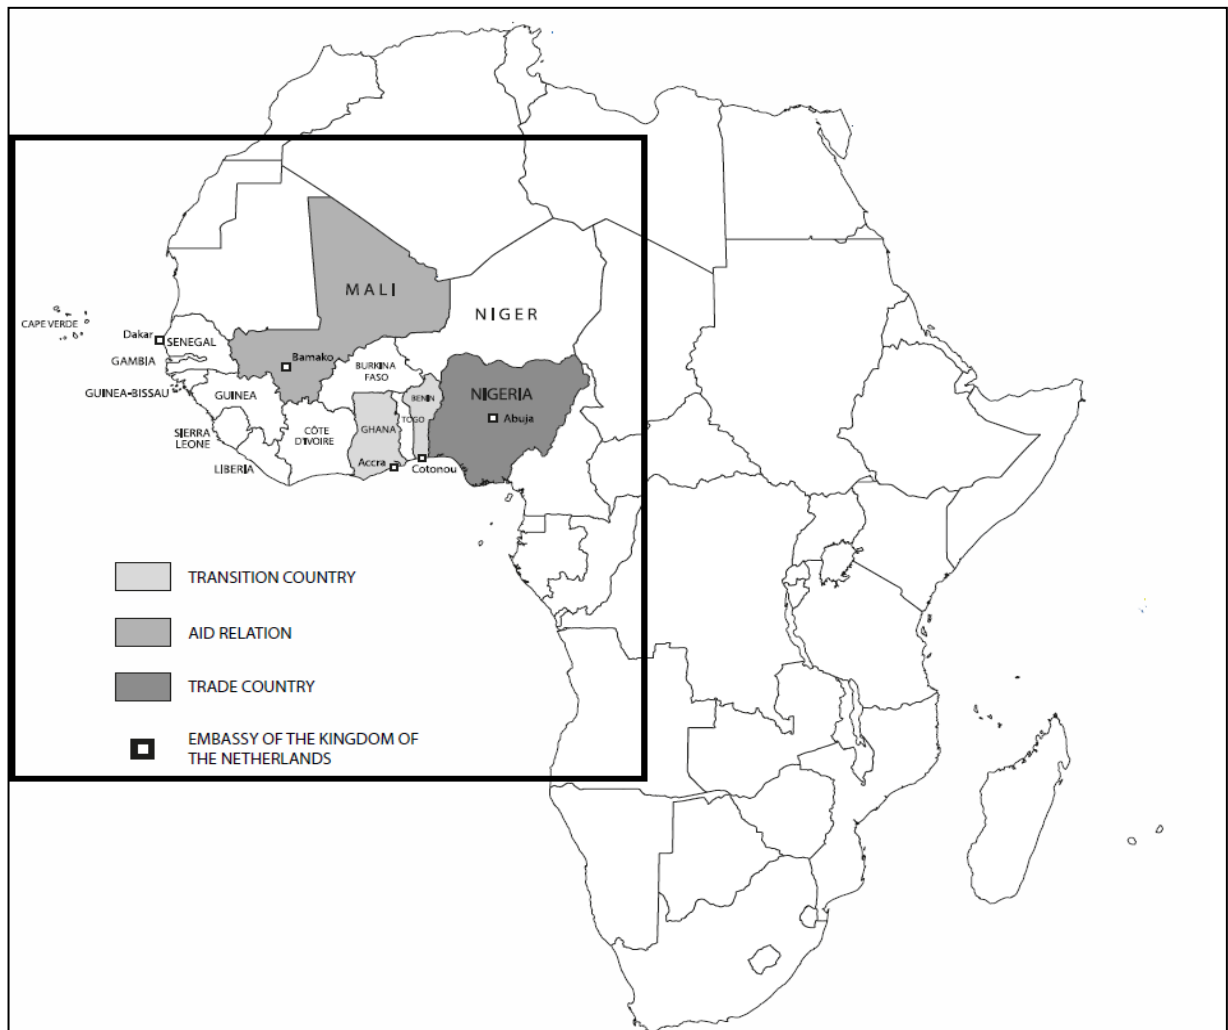 MALI
NIGER
CAPE VERDE
Dakar
SENEGAL
GAMBIA
Bamako
BURKINA
FASO
GUINEA-BISSAU
GUINEA
NIGERIA
BENIN
Abuja
TOGO
SIERRA
LEONE
CÔTE
D'IVOIRE
GHANA
LIBERIA
Accra
Cotonou
TRANSITION COUNTRY
AID RELATION
TRADE COUNTRY
EMBASSY OF THE KINGDOM OF
THE NETHERLANDS